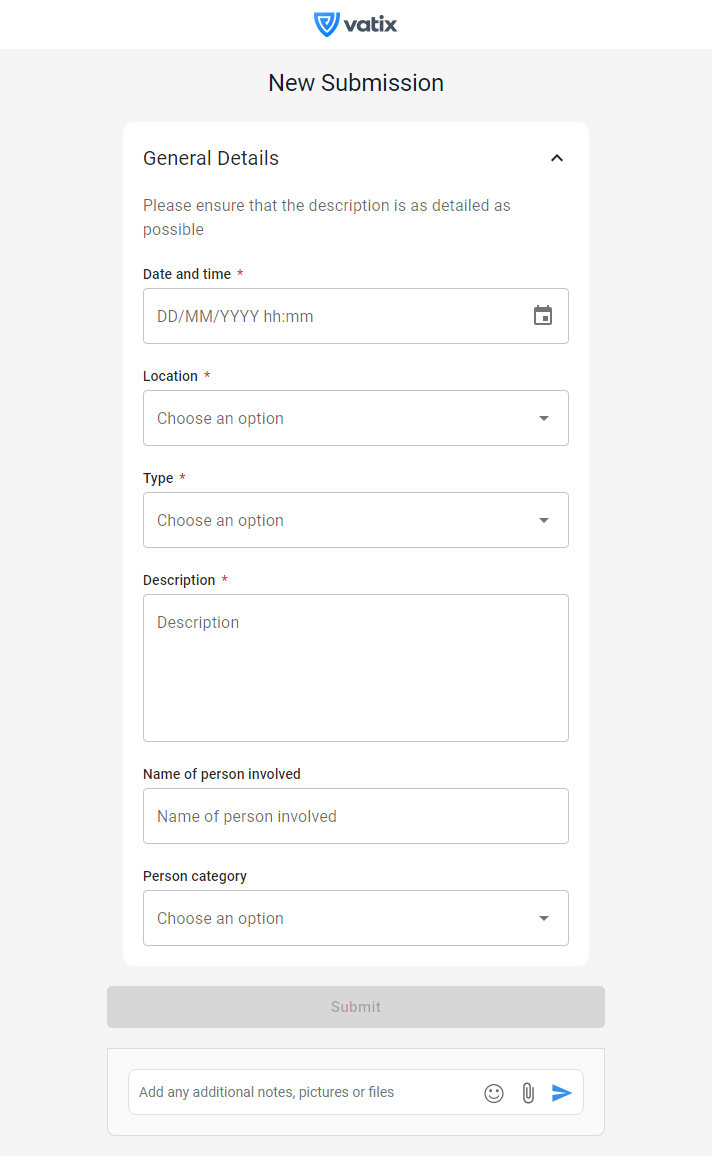 vatix
New Submission
General Details
Please ensure that the description is as detailed as
possible
Date and time *
DD/MM/YYYY hh:mm
Location *
Choose an option
Type *
Choose an option
Description *
Description
Name of person involved
Name of person involved
Person category
Choose an option
Submit
Add any additional notes, pictures or files